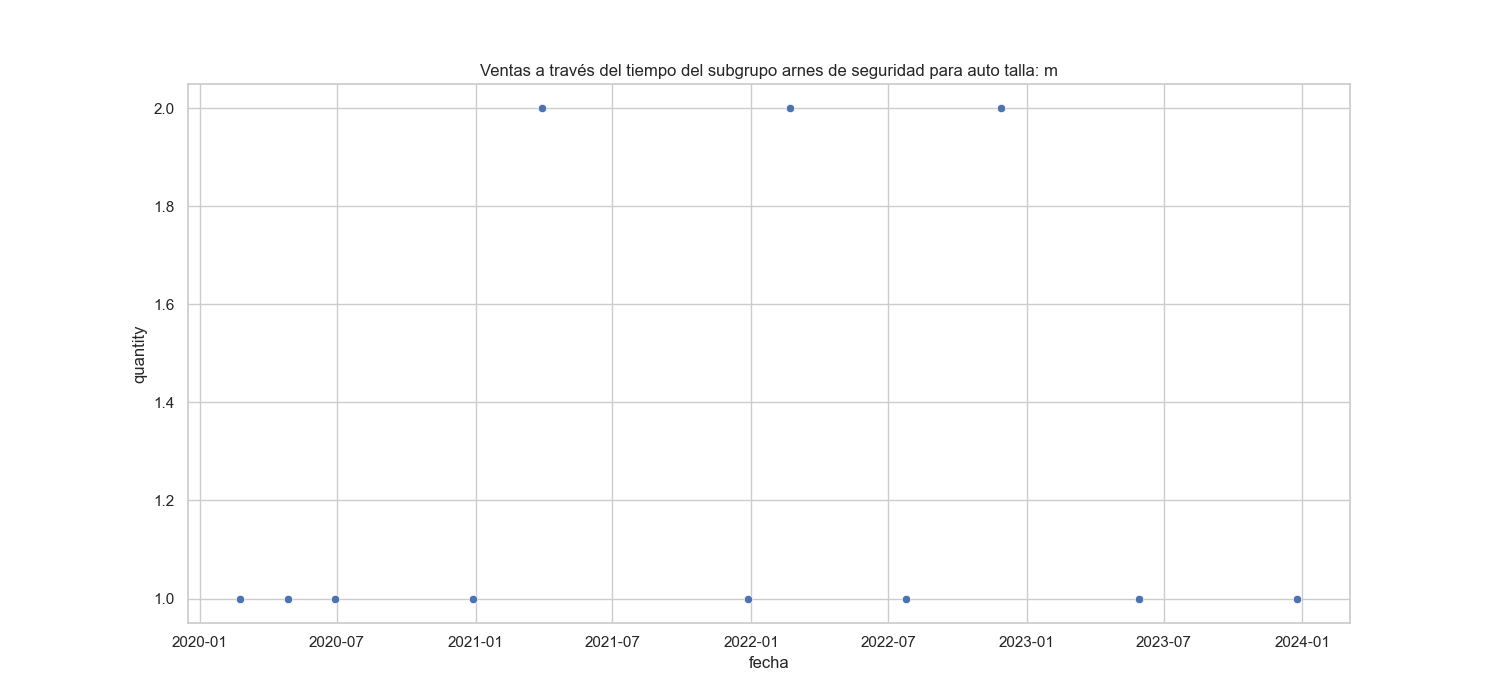 Ventas a través del tiempo del subgrupo arnes de seguridad para auto talla: m
2.0
1.8
1.6
1.4
1.2
1.0
quantity
2020-01 2020-07 2021-01 2021-07 2022-01 2022-07 2023-01 2023-07 2024-01
fecha